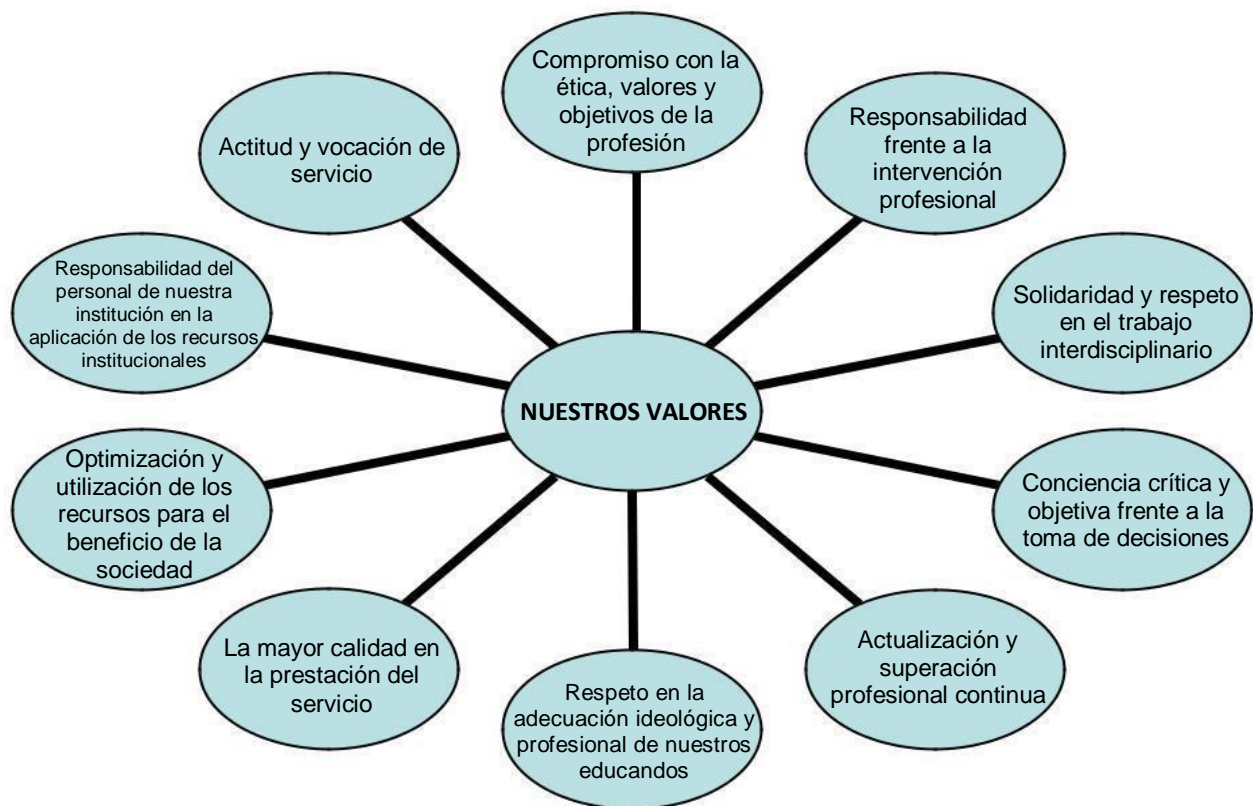 Compromiso con la
ética, valores y
objetivos de la
profesión
Responsabilidad
frente a la
intervención
profesional
Solidaridad y respeto
en el trabajo
interdisciplinario
Conciencia crítica y
objetiva frente a la
toma de decisiones
Actualización y
superación
profesional continua
Respeto en la
adecuación ideológica y
profesional de nuestros
educandos
La mayor calidad en
la prestación del
servicio
Optimización y
utilización de los
recursos para el
beneficio de la
sociedad
Responsabilidad del
personal de nuestra
institución en la
aplicación de los recursos
institucionales
Actitud y vocación de
servicio
NUESTROS VALORES